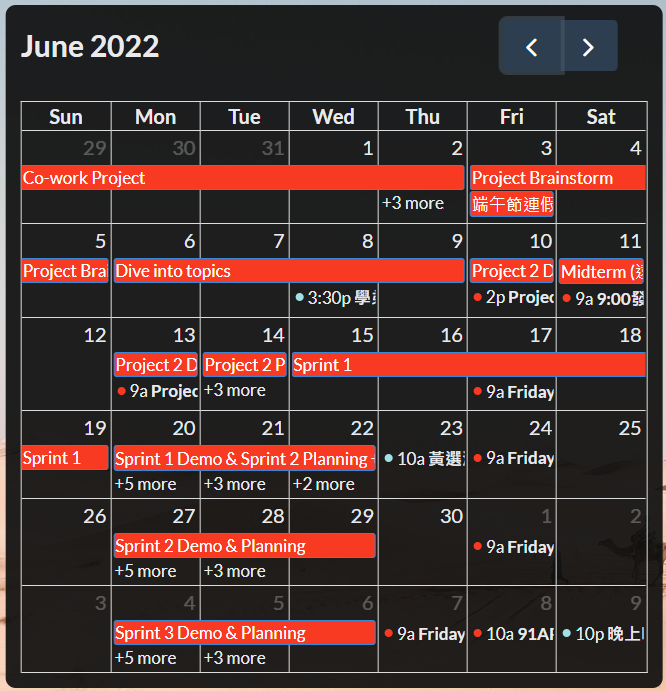 June 2022
Sun Mon Tue Wed Thu Fri Sat
29 30 31 1 2 3 4
Co-work Project Project Brainstorm
+3 more 端午節連假
5 6 7 8 9 10 11
Project Brai Dive into topics Project 2 D Midterm (
3:30p 學 2p Projec 9a 9:00發
12 13 14 15 16 17 18
Project 2 D Project 2 P Sprint 1
9a Projec +3 more 9a Friday
19 20 21 22 23 24 25
Sprint 1 Sprint 1 Demo & Sprint 2 Planning 10a 黃選 9a Friday
+5 more +3 more +2 more
26 27 28 29 30 1 2
Sprint 2 Demo & Planning 9a Friday
+5 more +3 more
3 4 5 6 7 8 9
Sprint 3 Demo & Planning 9a Friday 10a 91AP 10p 晚上
+5 more +3 more